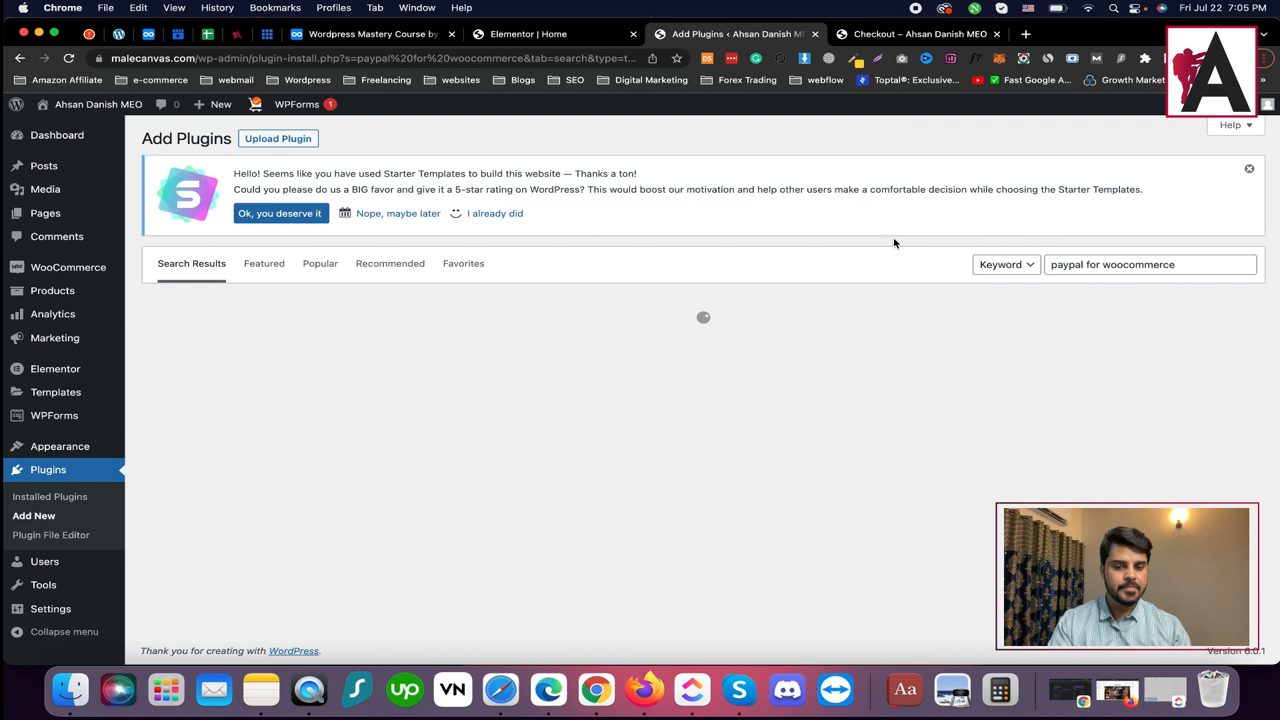 Chrome File Edit View History Bookmarks Profiles Tab Window Help Fri Jul 22 7:05 PM
Wordpress Mastery Course by Elementor | Home Add Plugins ‹ Ahsan Danish M Checkout – Ahsan Danish MEO
malecanvas.com/wp-admin/plugin-install.php?s=paypal%20for%20woocommerce&tab=search&type=t...
Amazon Affiliate e-commerce webmail Wordpress Freelancing websites Blogs SEO Digital Marketing Forex Trading webflow Toptal®: Exclusive... Fast Google A... Growth Market
Ahsan Danish MEO 0 New WPForms 1
A
Help
Dashboard
Posts
Media
Pages
Comments
WooCommerce
Products
Analytics
Marketing
Elementor
Templates
WPForms
Appearance
Plugins
Installed Plugins
Add New
Plugin File Editor
Users
Tools
Settings
Collapse menu
Add Plugins Upload Plugin
S
Hello! Seems like you have used Starter Templates to build this website — Thanks a ton!
Could you please do us a BIG favor and give it a 5-star rating on WordPress? This would boost our motivation and help other users make a comfortable decision while choosing the Starter Templates.
Ok, you deserve it Nope, maybe later I already did
Search Results Featured Popular Recommended Favorites Keyword paypal for woocommerce
Thank you for creating with WordPress.
Version 6.0.1
up VN Aa